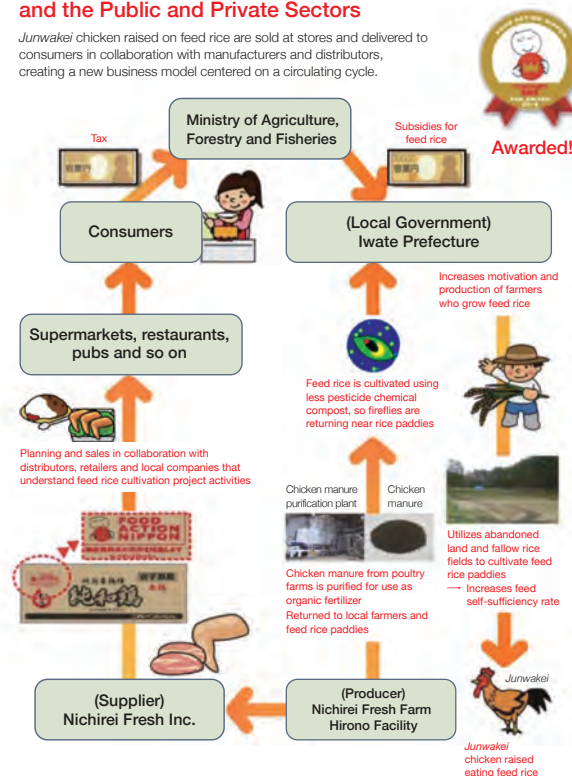 and the Public and Private Sectors
Junwakei chicken raised on feed rice are sold at stores and delivered to
consumers in collaboration with manufacturers and distributors,
creating a new business model centered on a circulating cycle.
Awarded!
Ministry of Agriculture,
Forestry and Fisheries
Tax
Subsidies for
feed rice
Consumers
(Local Government)
Iwate Prefecture
Increases motivation and
production of farmers
who grow feed rice
Supermarkets, restaurants,
pubs and so on
Feed rice is cultivated using
less pesticide chemical
compost, so fireflies are
returning near rice paddies
Planning and sales in collaboration with
distributors, retailers and local companies that
understand feed rice cultivation project activities
Chicken manure
purification plant
Chicken
manure
FOOD
ACTION
NIPPON
純和鶏
Chicken manure from poultry
farms is purified for use as
organic fertilizer
Returned to local farmers and
feed rice paddies
Utilizes abandoned
land and fallow rice
fields to cultivate feed
rice paddies
→ Increases feed
self-sufficiency rate
(Supplier)
Nichirei Fresh Inc.
(Producer)
Nichirei Fresh Farm
Hirono Facility
Junwakei
Junwakei
chicken raised
eating feed rice